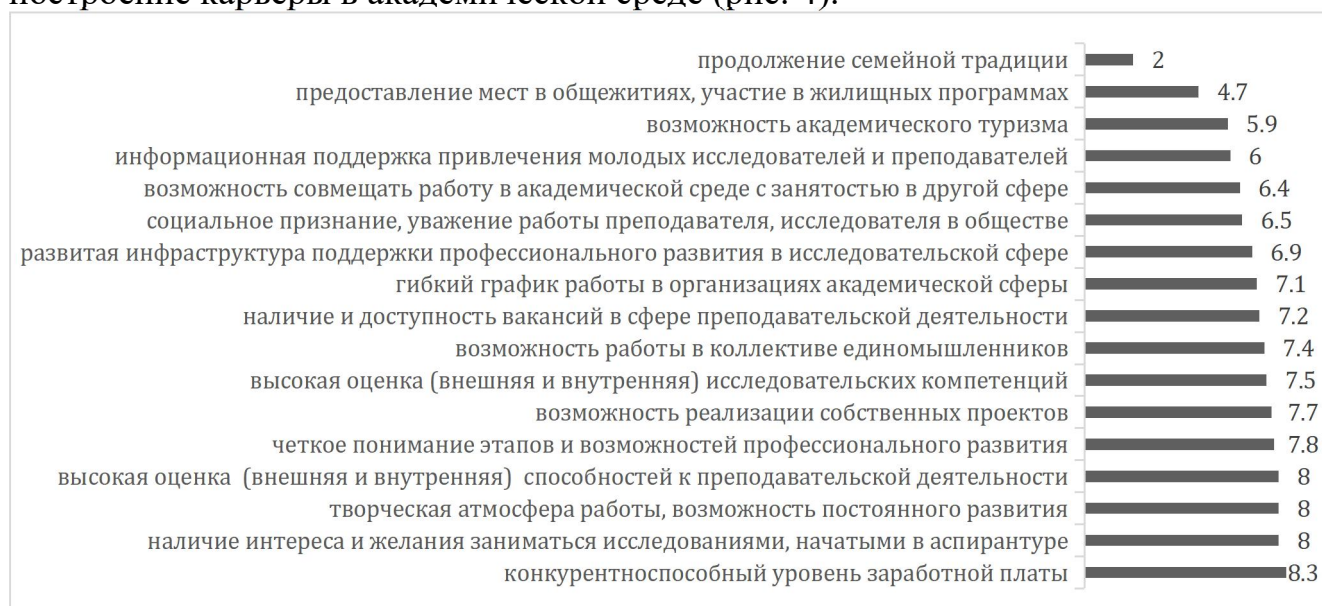 построение карьеры в академической среде (рис. 4).
продолжение семейной традиции 2
предоставление мест в общежитиях, участие в жилищных программах 4.7
возможность академического туризма 5.9
информационная поддержка привлечения молодых исследователей и преподавателей 6
возможность совмещать работу в академической среде с занятостью в другой сфере 6.4
социальное признание, уважение работы преподавателя, исследователя в обществе 6.5
развитая инфраструктура поддержки профессионального развития в исследовательской сфере 6.9
гибкий график работы в организациях академической сферы 7.1
наличие и доступность вакансий в сфере преподавательской деятельности 7.2
возможность работы в коллективе единомышленников 7.4
высокая оценка (внешняя и внутренняя) исследовательских компетенций 7.5
возможность реализации собственных проектов 7.7
четкое понимание этапов и возможностей профессионального развития 7.8
высокая оценка (внешняя и внутренняя) способностей к преподавательской деятельности 8
творческая атмосфера работы, возможность постоянного развития 8
наличие интереса и желания заниматься исследованиями, начатыми в аспирантуре 8
конкурентноспособный уровень заработной платы 8.3